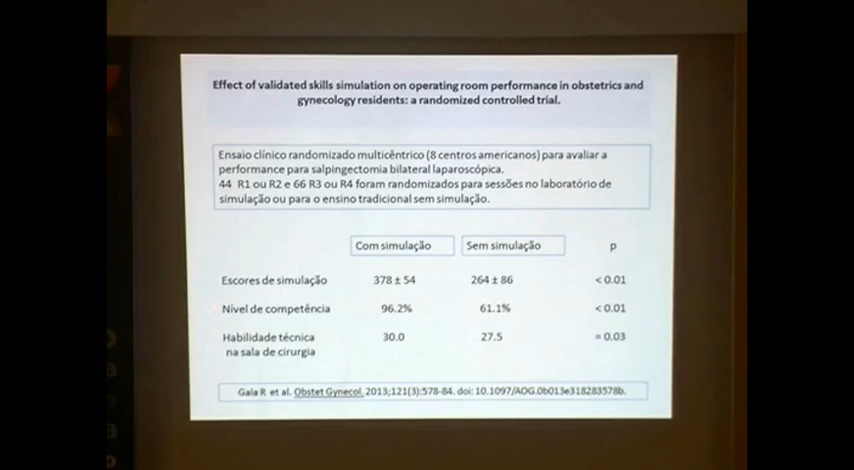 Effect of validated skills simulation on operating room performance in obstetrics and
gynecology residents: a randomized controlled trial.
Ensaio clínico randomizado multicêntrico (8 centros americanos) para avaliar a
performance para salpingectomia bilateral laparoscópica.
44 R1 ou R2 e 66 R3 ou R4 foram randomizados para sessões no laboratório de
simulação ou para o ensino tradicional sem simulação.
Com simulação Sem simulação p
Escores de simulação 378 ± 54 264 ± 86 < 0.01
Nível de competência 96.2% 61.1% < 0.01
Habilidade técnica 30.0 27.5 = 0.03
na sala de cirurgia
Gala R et al. Obstet Gynecol. 2013;121(3):578-84. doi: 10.1097/AOG.0b013e318283578b.